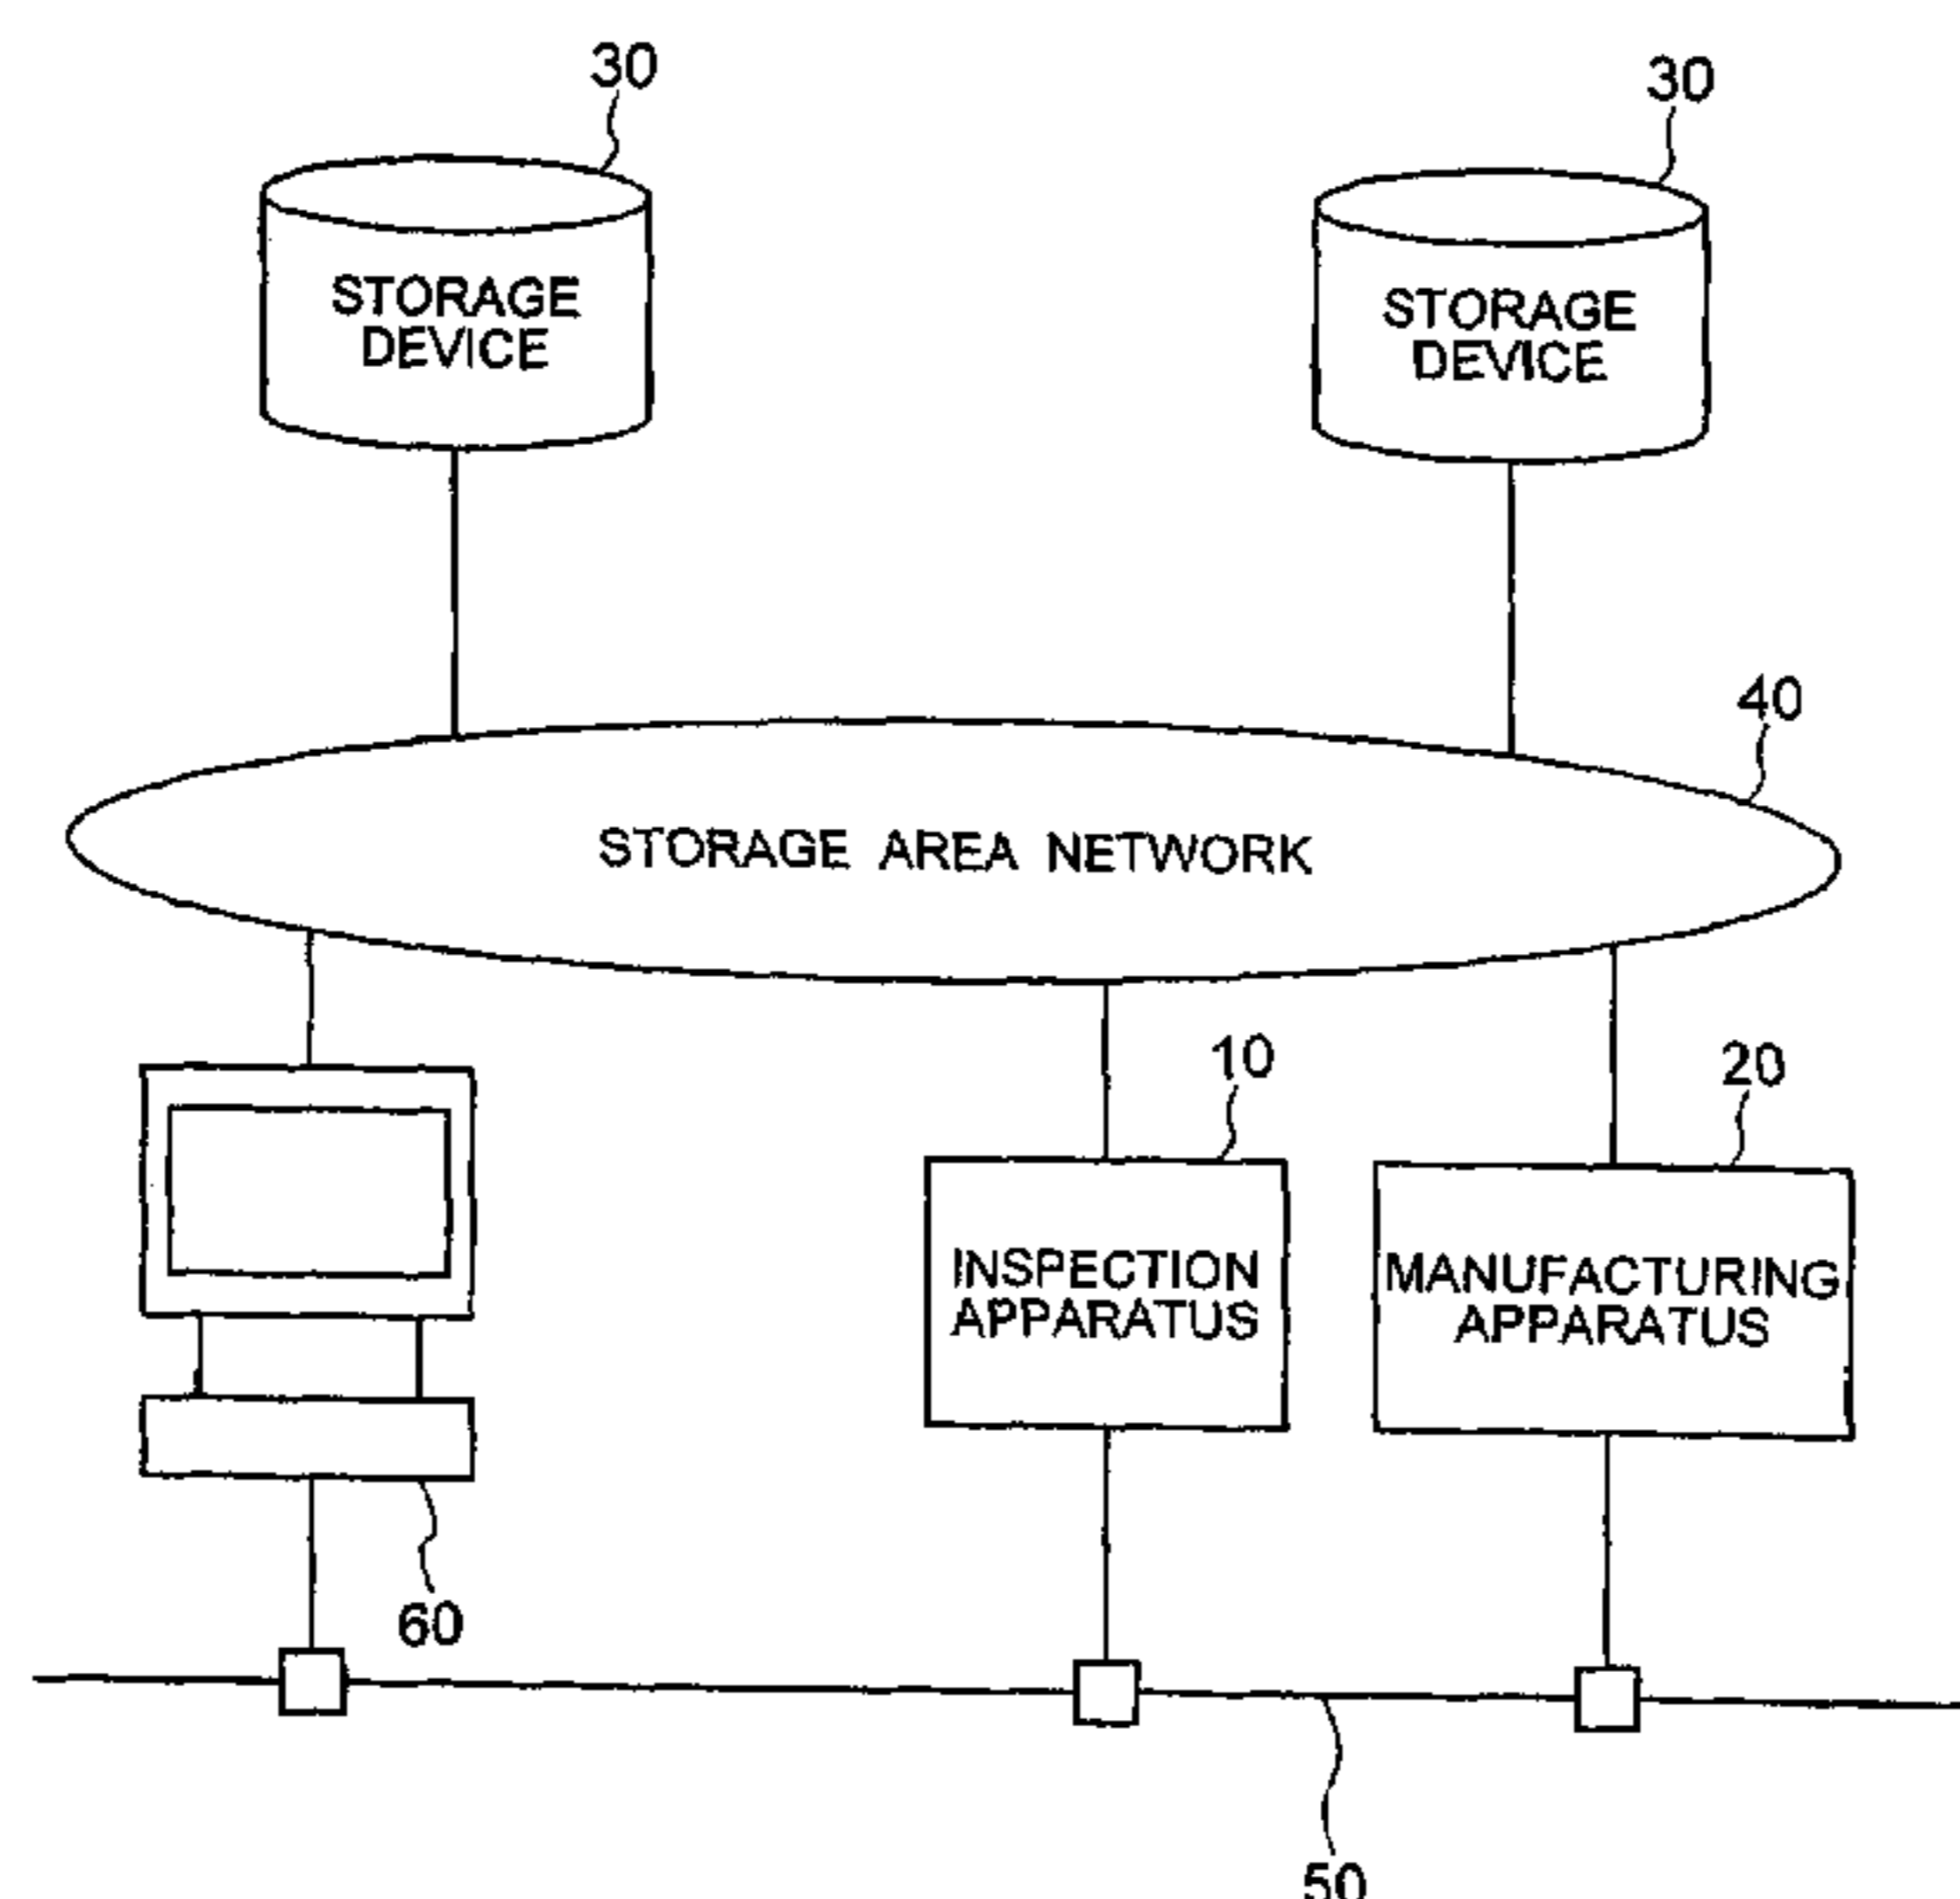 30
30
STORAGE
DEVICE
STORAGE
DEVICE
40
STORAGE AREA NETWORK
10
20
INSPECTION
APPARATUS
MANUFACTURING
APPARATUS
60
50